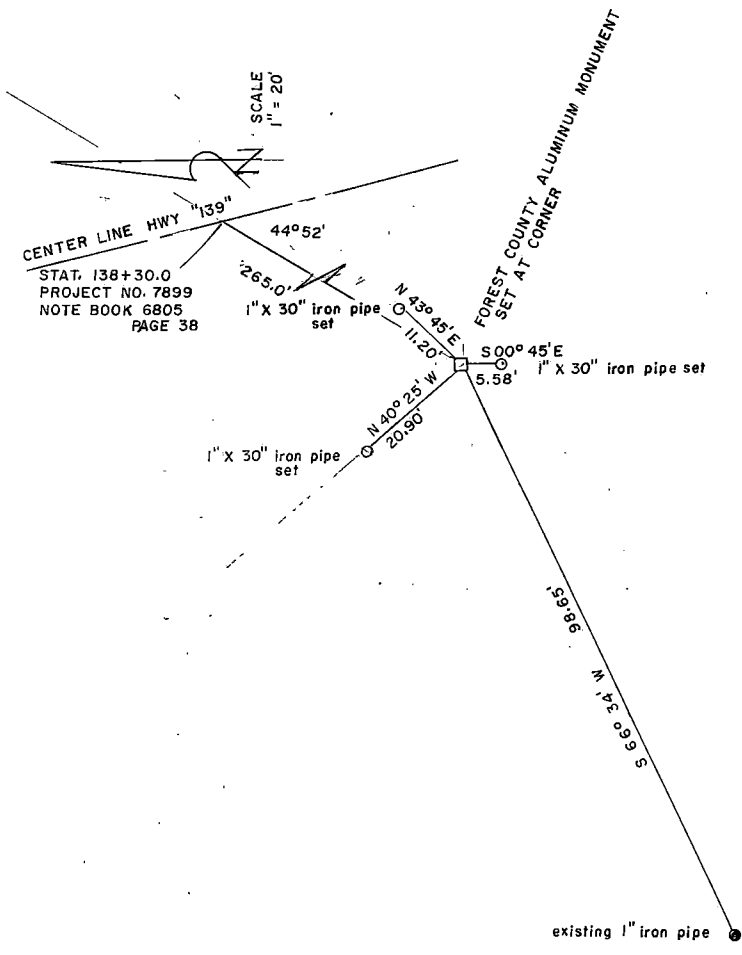 SCALE
1" = 20'
FOREST COUNTY ALUMINUM MONUMENT
SET AT CORNER
CENTER LINE HWY "139"
44°52'
STAT. 138+30.0
PROJECT NO. 7899
NOTE BOOK 6805
PAGE 38
265.0'
1" X 30" iron pipe
set
N 43° 45' E
11.20'
S 00° 45' E
5.58'
1" X 30" iron pipe set
N 40° 25' W
20.90'
1" X 30" iron pipe
set
98.65'
S 66° 34' W
existing 1" iron pipe